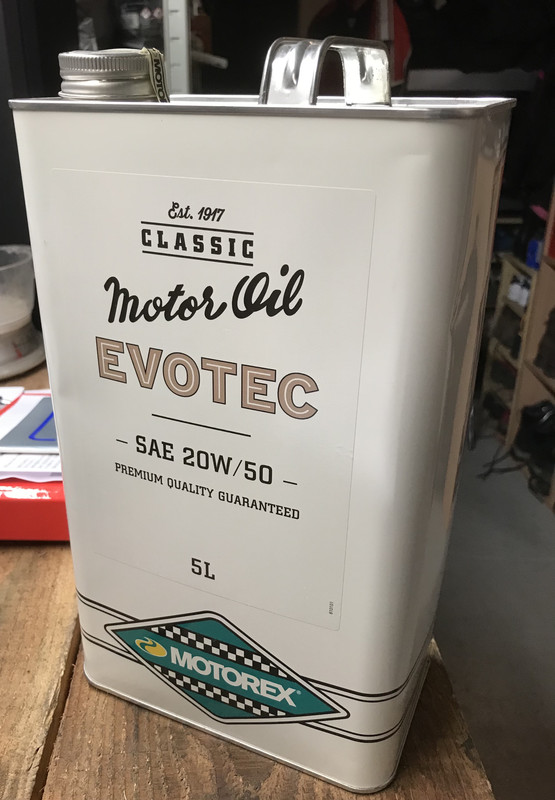 Est. 1917
CLASSIC
Motor Oil
EVOTEC
– SAE 20W/50 –
PREMIUM QUALITY GUARANTEED
5L
MOTOREX®